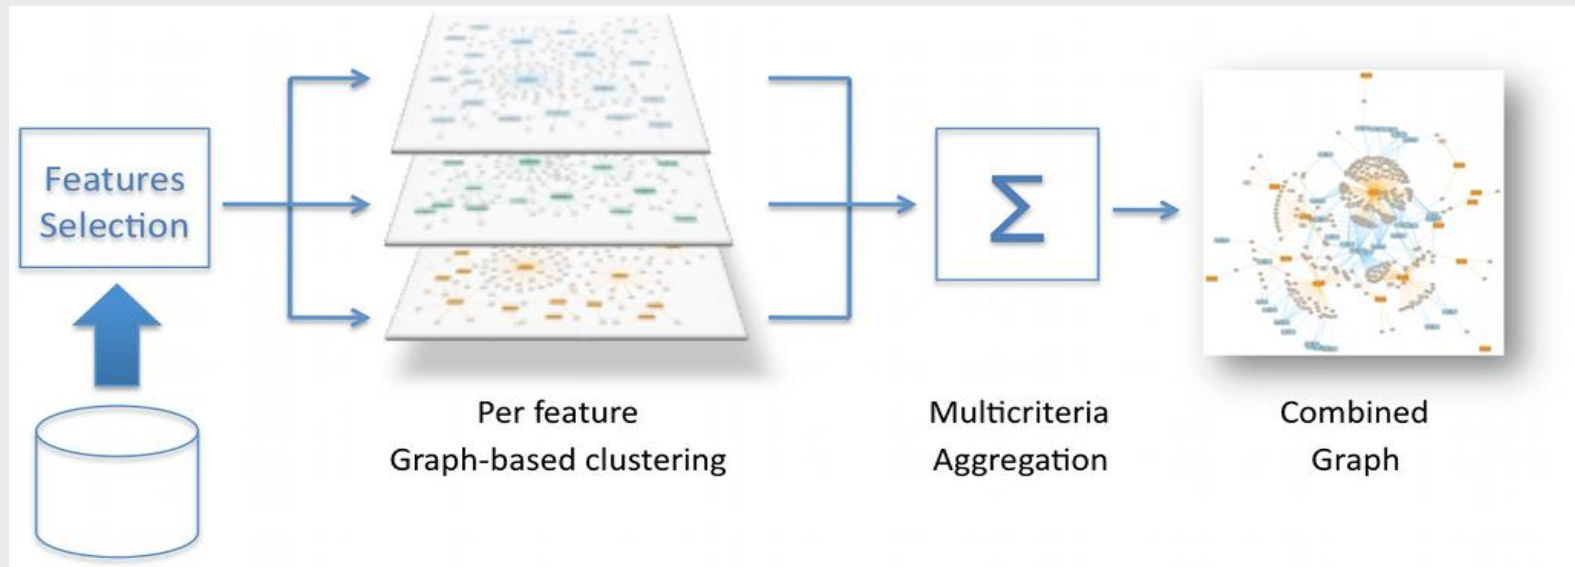 Features
Selection
Per feature
Graph-based clustering
Σ
Multicriteria
Aggregation
Combined
Graph